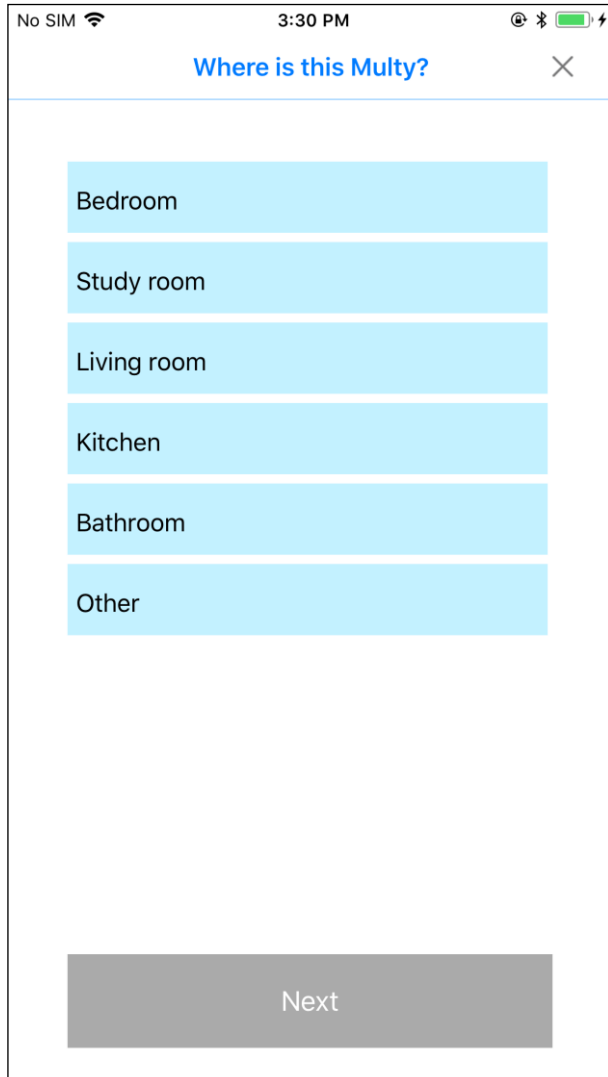 No SIM 3:30 PM
Where is this Multy?
Bedroom
Study room
Living room
Kitchen
Bathroom
Other
Next